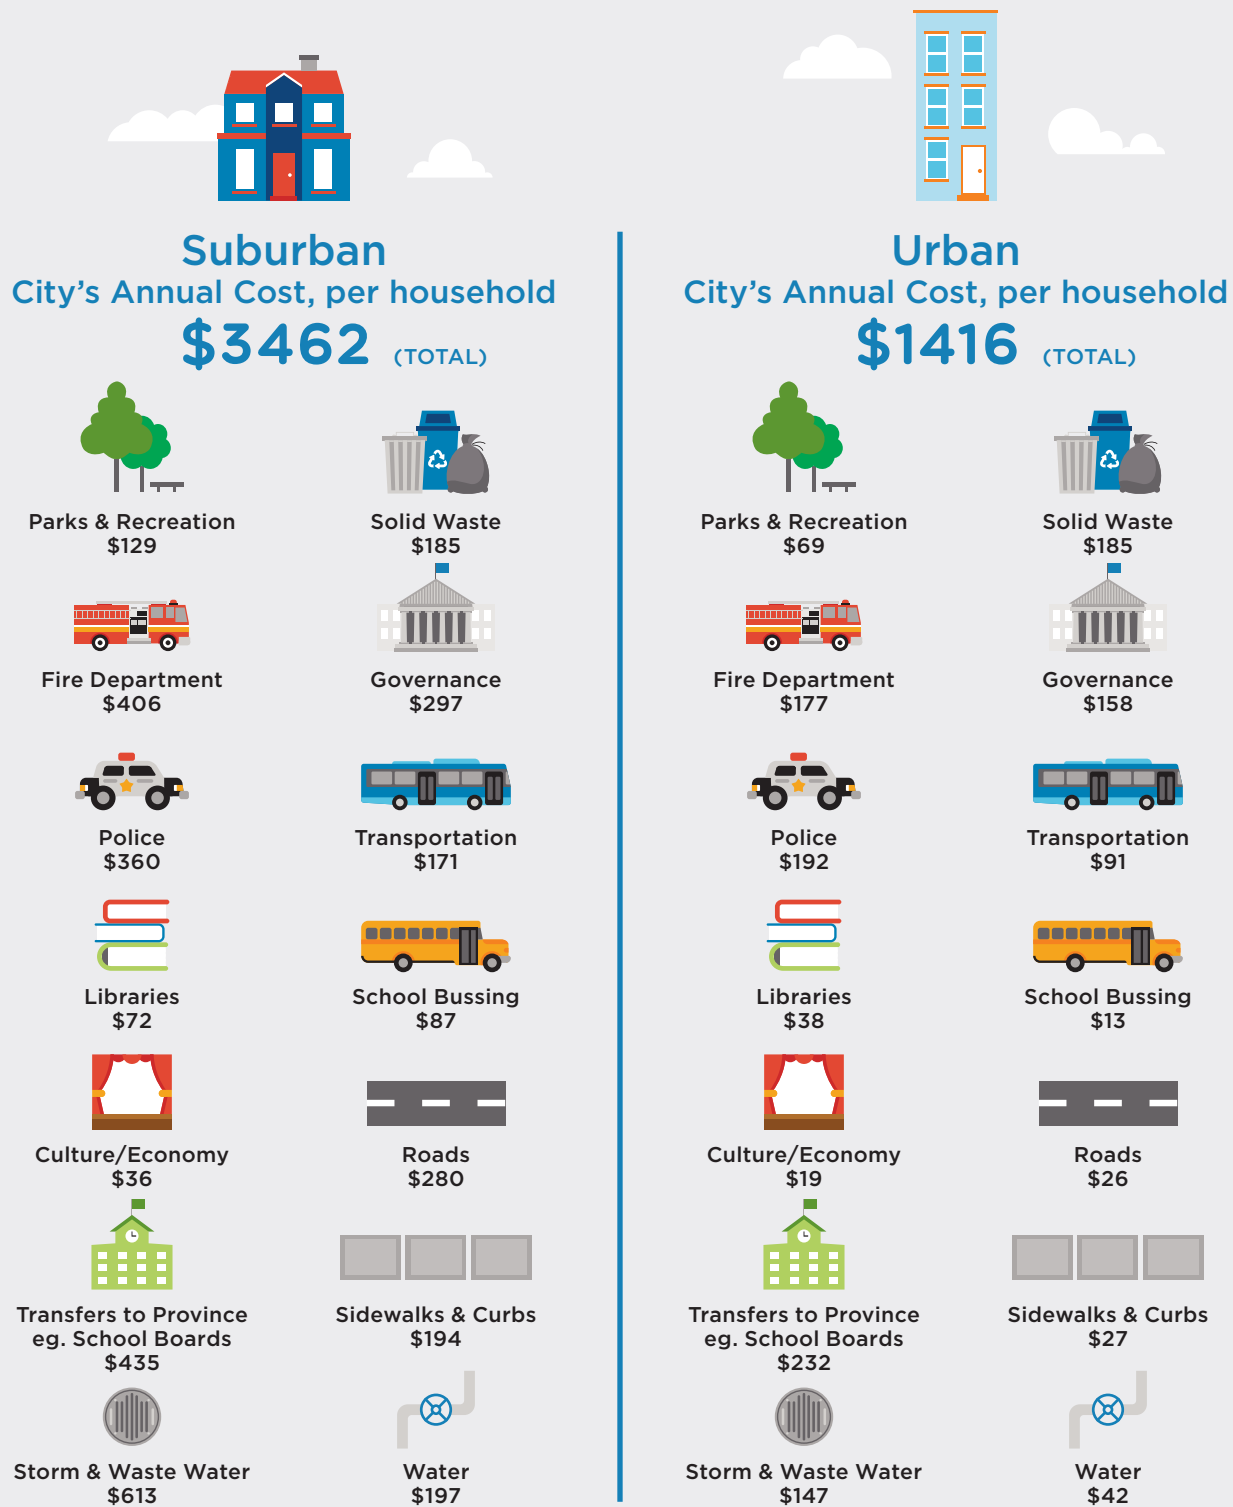 Suburban
City's Annual Cost, per household
$3462 (TOTAL)
Parks & Recreation
$129
Solid Waste
$185
Fire Department
$406
Governance
$297
Police
$360
Transportation
$171
Libraries
$72
School Bussing
$87
Culture/Economy
$36
Roads
$280
Transfers to Province
eg. School Boards
$435
Sidewalks & Curbs
$194
Storm & Waste Water
$613
Water
$197
Urban
City's Annual Cost, per household
$1416 (TOTAL)
Parks & Recreation
$69
Solid Waste
$185
Fire Department
$177
Governance
$158
Police
$192
Transportation
$91
Libraries
$38
School Bussing
$13
Culture/Economy
$19
Roads
$26
Transfers to Province
eg. School Boards
$232
Sidewalks & Curbs
$27
Storm & Waste Water
$147
Water
$42